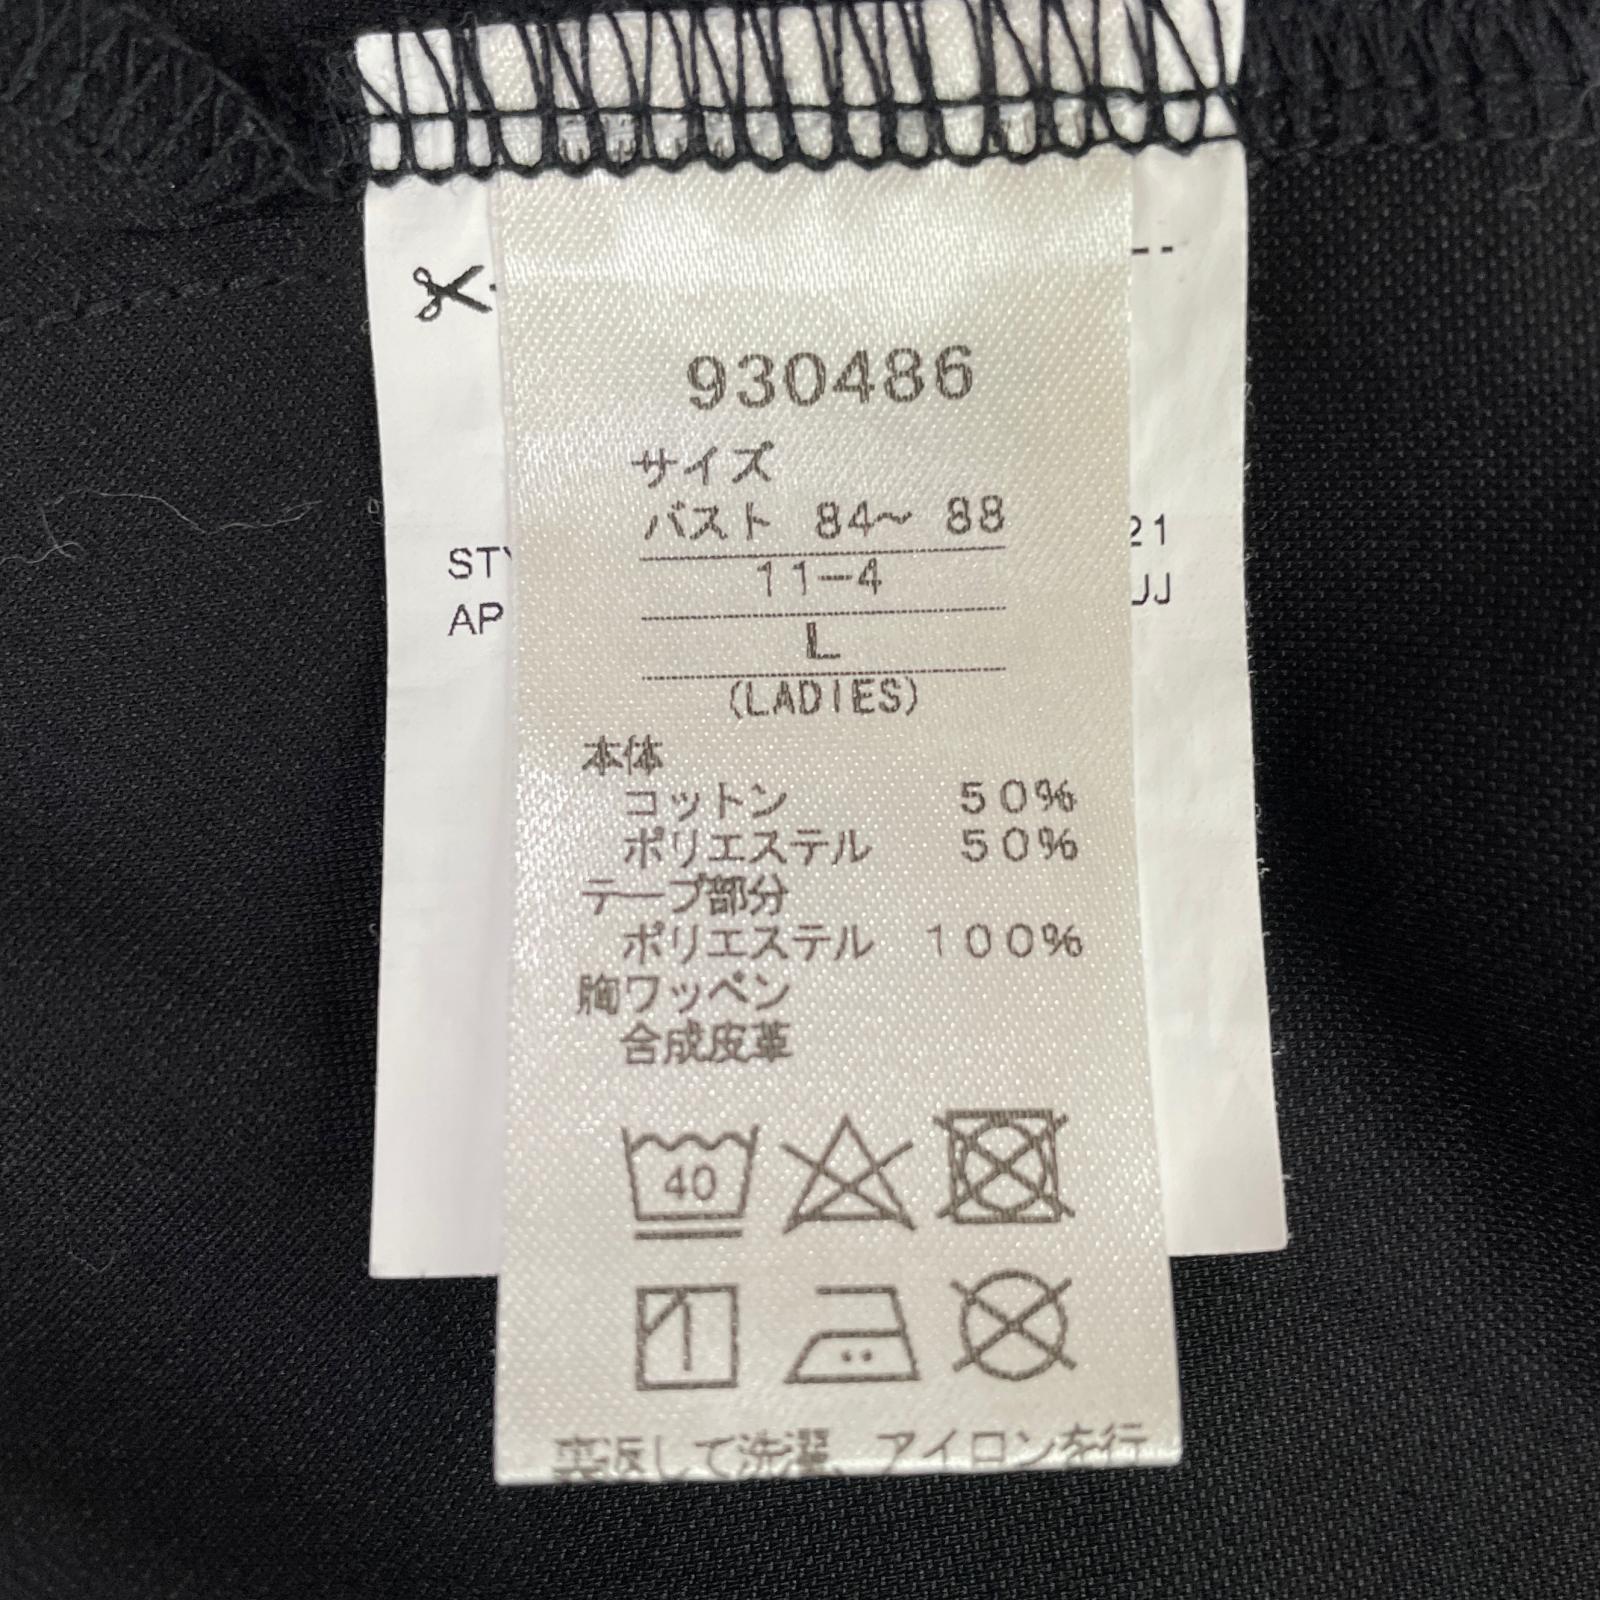 930486
サイズ
バスト 84～ 88
11-4
L
(LADIES)
本体
コットン 50%
ポリエステル 50%
テープ部分
ポリエステル 100%
胸ワッペン
合成皮革
40
裏返して洗濯、アイロンを行
ST
AP
21
JJ